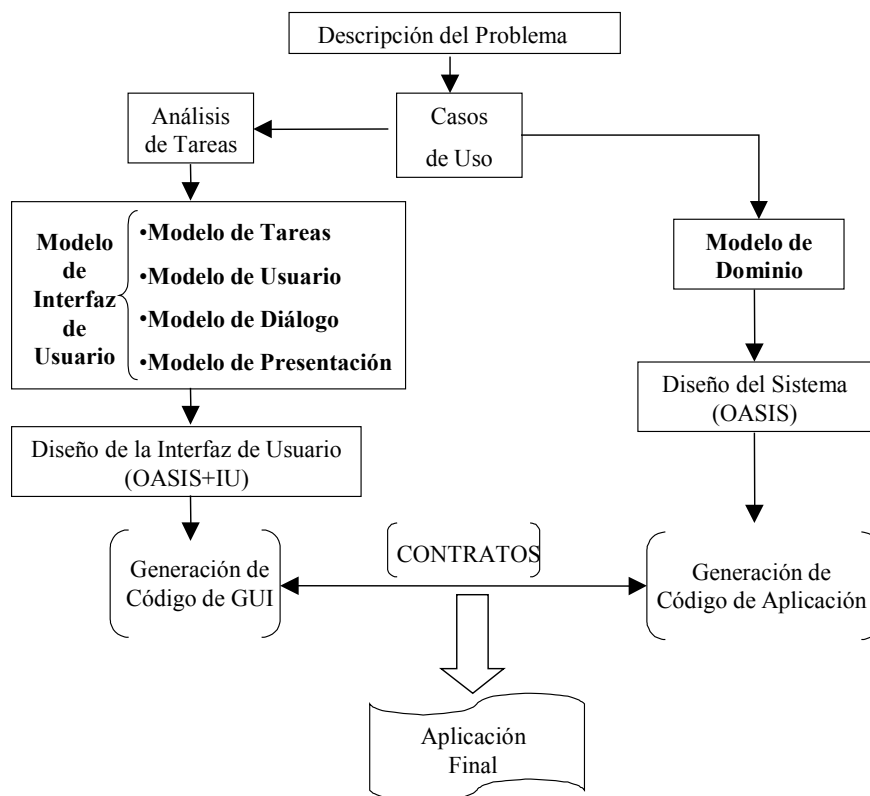 Descripción del Problema
Análisis
de Tareas
Casos
de Uso
Modelo
de
Interfaz
de
Usuario
•Modelo de Tareas
•Modelo de Usuario
•Modelo de Diálogo
•Modelo de Presentación
Modelo de
Dominio
Diseño del Sistema
(OASIS)
Diseño de la Interfaz de Usuario
(OASIS+IU)
Generación de
Código de GUI
CONTRATOS
Generación de
Código de Aplicación
Aplicación
Final